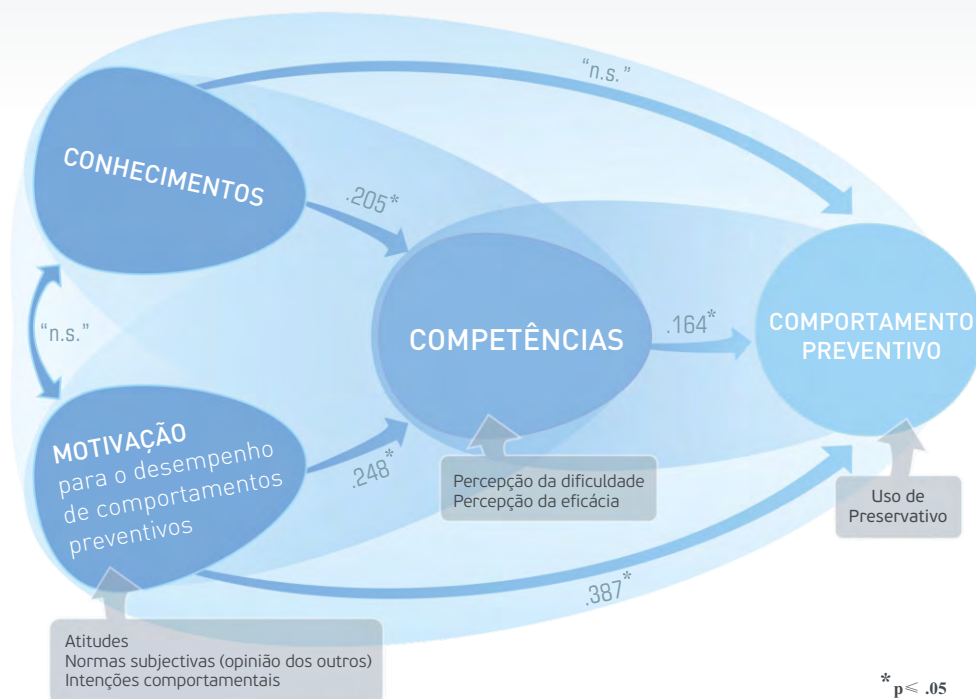 “n.s.”
CONHECIMENTOS
.205*
“n.s.”
COMPETÊNCIAS
.164*
COMPORTAMENTO
PREVENTIVO
MOTIVAÇÃO
para o desempenho
de comportamentos
preventivos
.248*
Percepção da dificuldade
Percepção da eficácia
Uso de
Preservativo
.387*
Atitudes
Normas subjectivas (opinião dos outros)
Intenções comportamentais
* p≤ .05